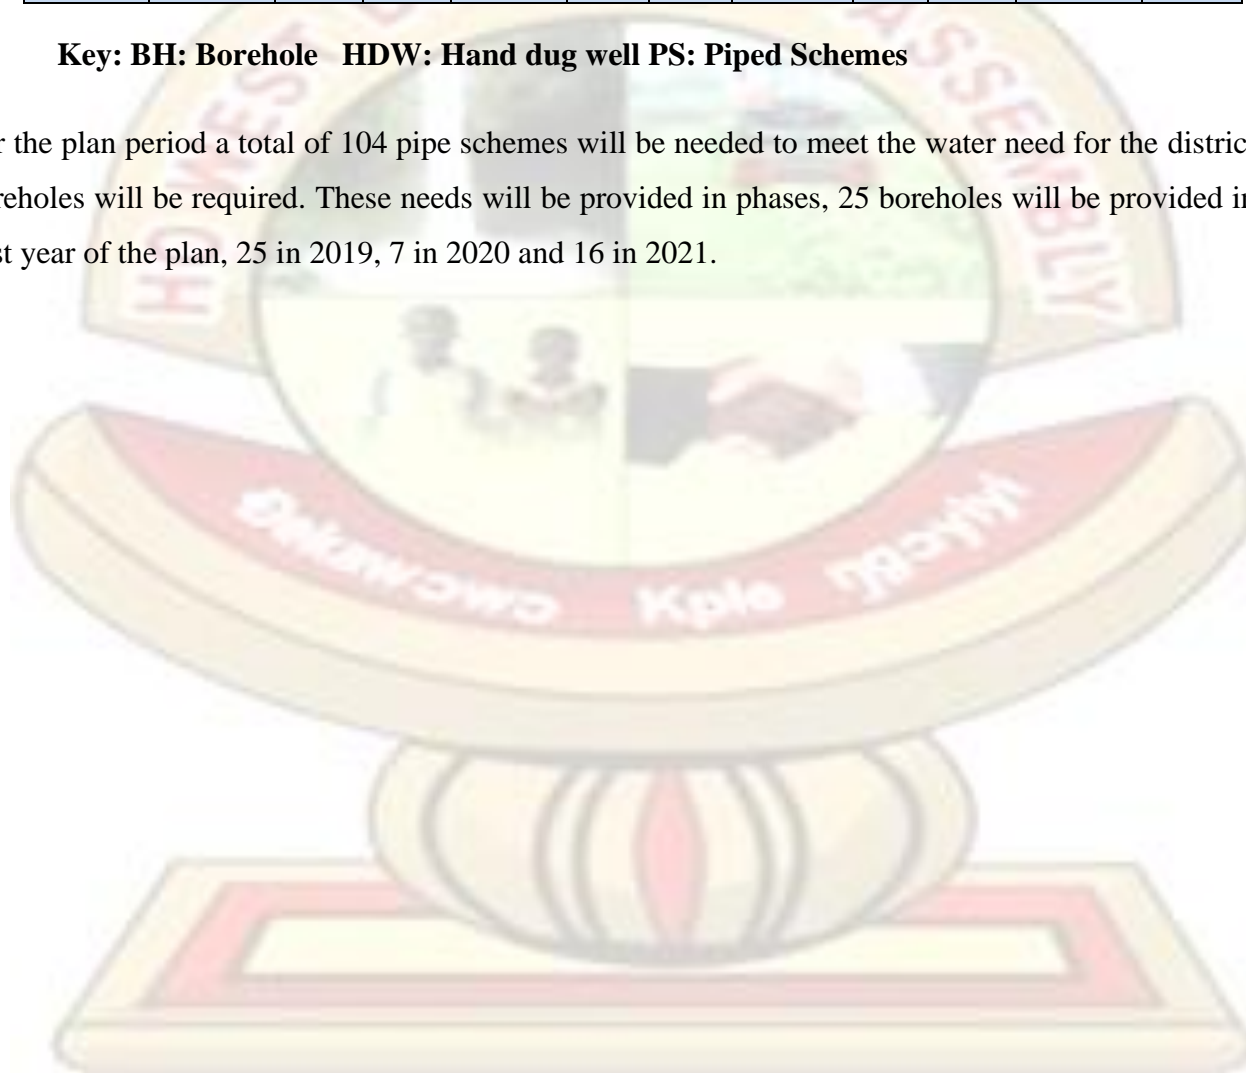 HO WEST D ASSEMBLY
Key: BH: Borehole HDW: Hand dug well PS: Piped Schemes
r the plan period a total of 104 pipe schemes will be needed to meet the water need for the distric
reholes will be required. These needs will be provided in phases, 25 boreholes will be provided in
st year of the plan, 25 in 2019, 7 in 2020 and 16 in 2021.
Kple